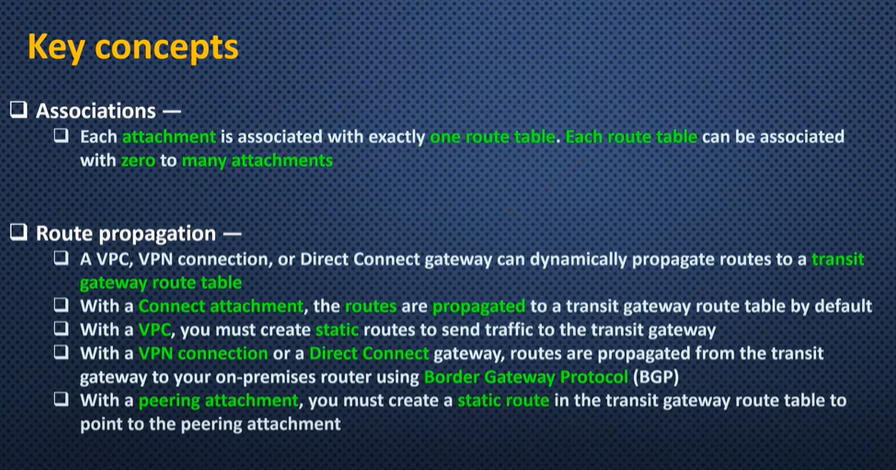 Key concepts
❑ Associations —
❑ Each attachment is associated with exactly one route table. Each route table can be associated
with zero to many attachments
❑ Route propagation —
❑ A VPC, VPN connection, or Direct Connect gateway can dynamically propagate routes to a transit
gateway route table
❑ With a Connect attachment, the routes are propagated to a transit gateway route table by default
❑ With a VPC, you must create static routes to send traffic to the transit gateway
❑ With a VPN connection or a Direct Connect gateway, routes are propagated from the transit
gateway to your on-premises router using Border Gateway Protocol (BGP)
❑ With a peering attachment, you must create a static route in the transit gateway route table to
point to the peering attachment